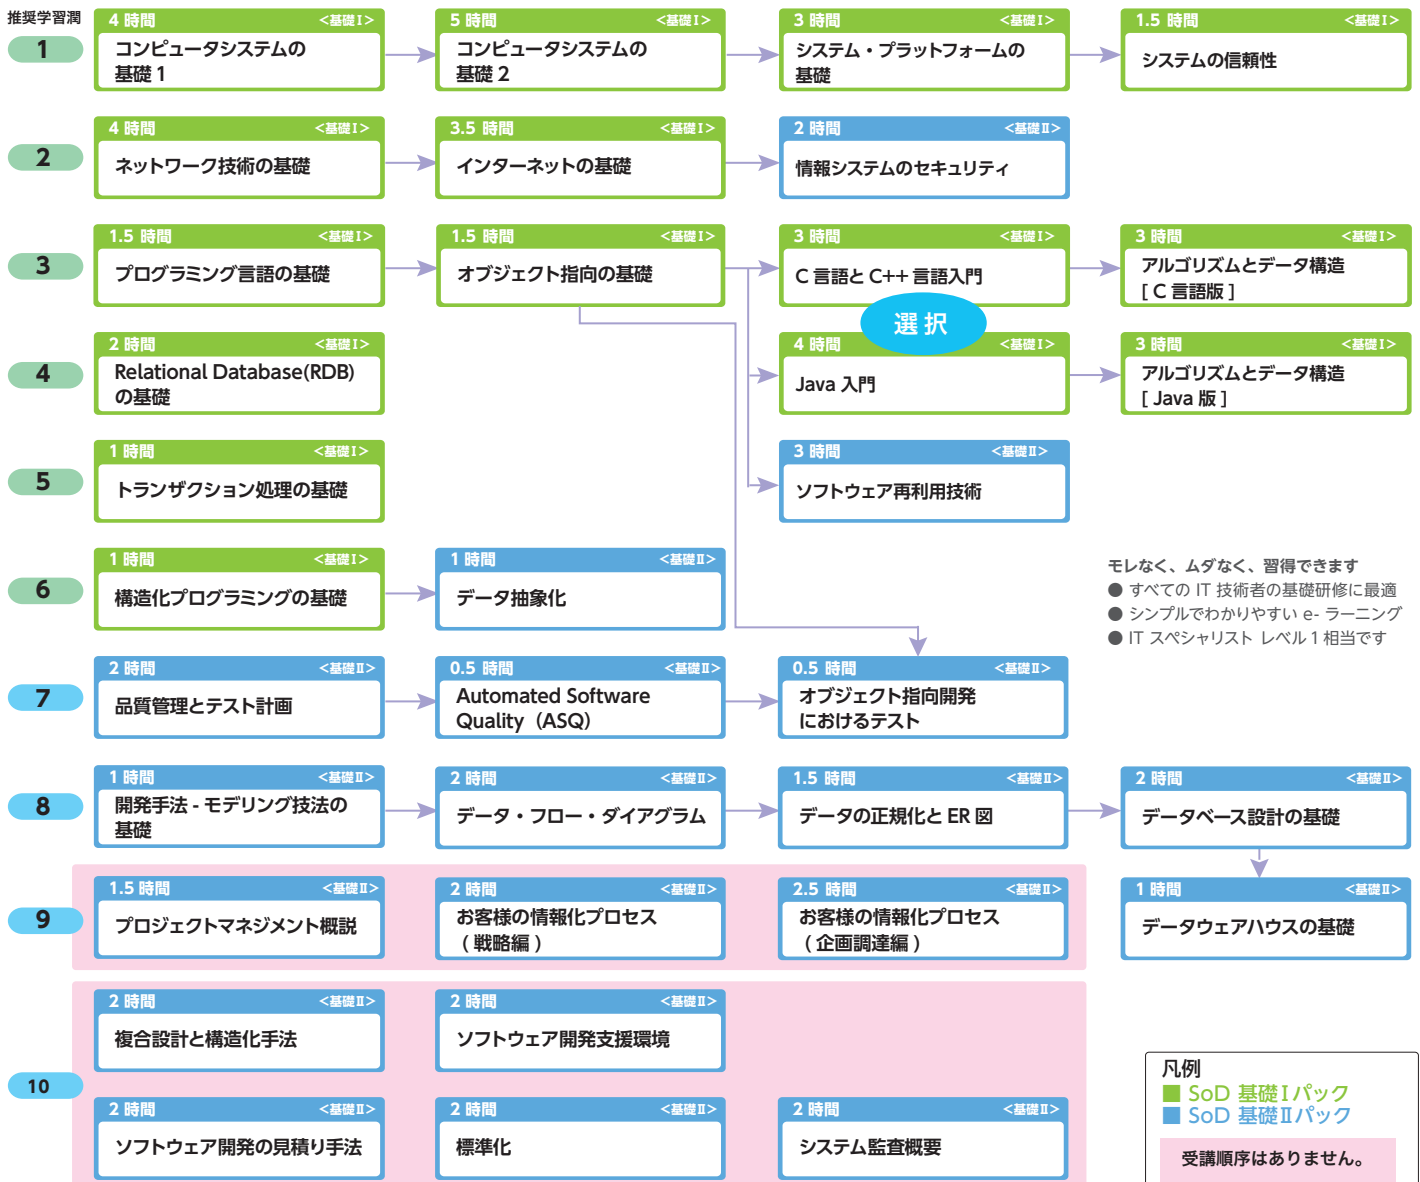 推奨学習潤
1
4 時間 <基礎Ⅰ>
コンピュータシステムの
基礎 1
5 時間 <基礎Ⅰ>
コンピュータシステムの
基礎 2
3 時間 <基礎Ⅰ>
システム・プラットフォームの
基礎
1.5 時間 <基礎Ⅰ>
システムの信頼性
2
4 時間 <基礎Ⅰ>
ネットワーク技術の基礎
3.5 時間 <基礎Ⅰ>
インターネットの基礎
2 時間 <基礎Ⅱ>
情報システムのセキュリティ
3
1.5 時間 <基礎Ⅰ>
プログラミング言語の基礎
1.5 時間 <基礎Ⅰ>
オブジェクト指向の基礎
3 時間 <基礎Ⅰ>
C 言語と C++ 言語入門
3 時間 <基礎Ⅰ>
アルゴリズムとデータ構造
[ C 言語版 ]
選 択
4
2 時間 <基礎Ⅰ>
Relational Database(RDB)
の基礎
4 時間 <基礎Ⅰ>
Java 入門
3 時間 <基礎Ⅰ>
アルゴリズムとデータ構造
[ Java 版 ]
5
1 時間 <基礎Ⅰ>
トランザクション処理の基礎
3 時間 <基礎Ⅱ>
ソフトウェア再利用技術
6
1 時間 <基礎Ⅰ>
構造化プログラミングの基礎
1 時間 <基礎Ⅱ>
データ抽象化
モレなく、ムダなく、習得できます
● すべての IT 技術者の基礎研修に最適
● シンプルでわかりやすい e- ラーニング
● IT スペシャリスト レベル 1 相当です
7
2 時間 <基礎Ⅱ>
品質管理とテスト計画
0.5 時間 <基礎Ⅱ>
Automated Software
Quality（ASQ）
0.5 時間 <基礎Ⅱ>
オブジェクト指向開発
におけるテスト
8
1 時間 <基礎Ⅱ>
開発手法 - モデリング技法の
基礎
2 時間 <基礎Ⅱ>
データ・フロー・ダイアグラム
1.5 時間 <基礎Ⅱ>
データの正規化と ER 図
2 時間 <基礎Ⅱ>
データベース設計の基礎
9
1.5 時間 <基礎Ⅱ>
プロジェクトマネジメント概説
2 時間 <基礎Ⅱ>
お客様の情報化プロセス
( 戦略編 )
2.5 時間 <基礎Ⅱ>
お客様の情報化プロセス
( 企画調達編 )
1 時間 <基礎Ⅱ>
データウェアハウスの基礎
10
2 時間 <基礎Ⅱ>
複合設計と構造化手法
2 時間 <基礎Ⅱ>
ソフトウェア開発支援環境
2 時間 <基礎Ⅱ>
ソフトウェア開発の見積り手法
2 時間 <基礎Ⅱ>
標準化
2 時間 <基礎Ⅱ>
システム監査概要
凡例
■ SoD 基礎Ⅰパック
■ SoD 基礎Ⅱパック
受講順序はありません。